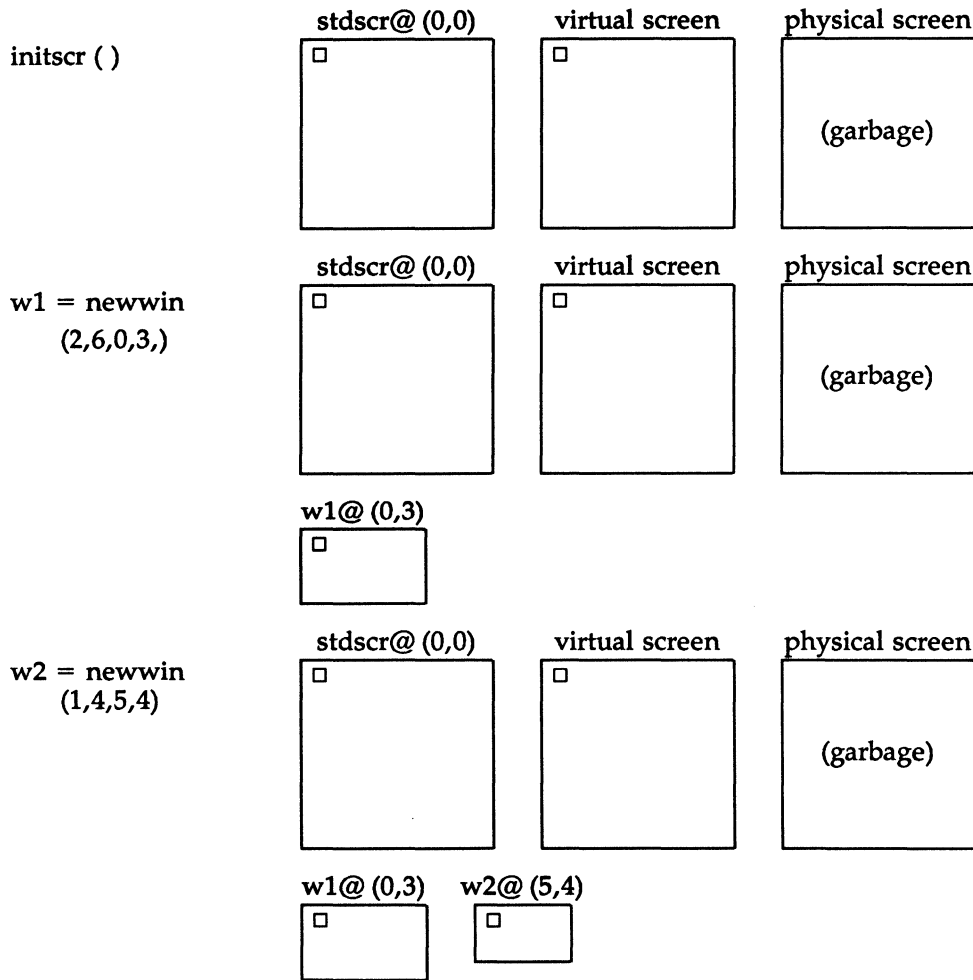 stdscr@ (0,0) virtual screen physical screen
initscr ( )
(garbage)
stdscr@ (0,0) virtual screen physical screen
w1 = newwin
(2,6,0,3,)
(garbage)
w1@ (0,3)
stdscr@ (0,0) virtual screen physical screen
w2 = newwin
(1,4,5,4)
(garbage)
w1@ (0,3) w2@ (5,4)